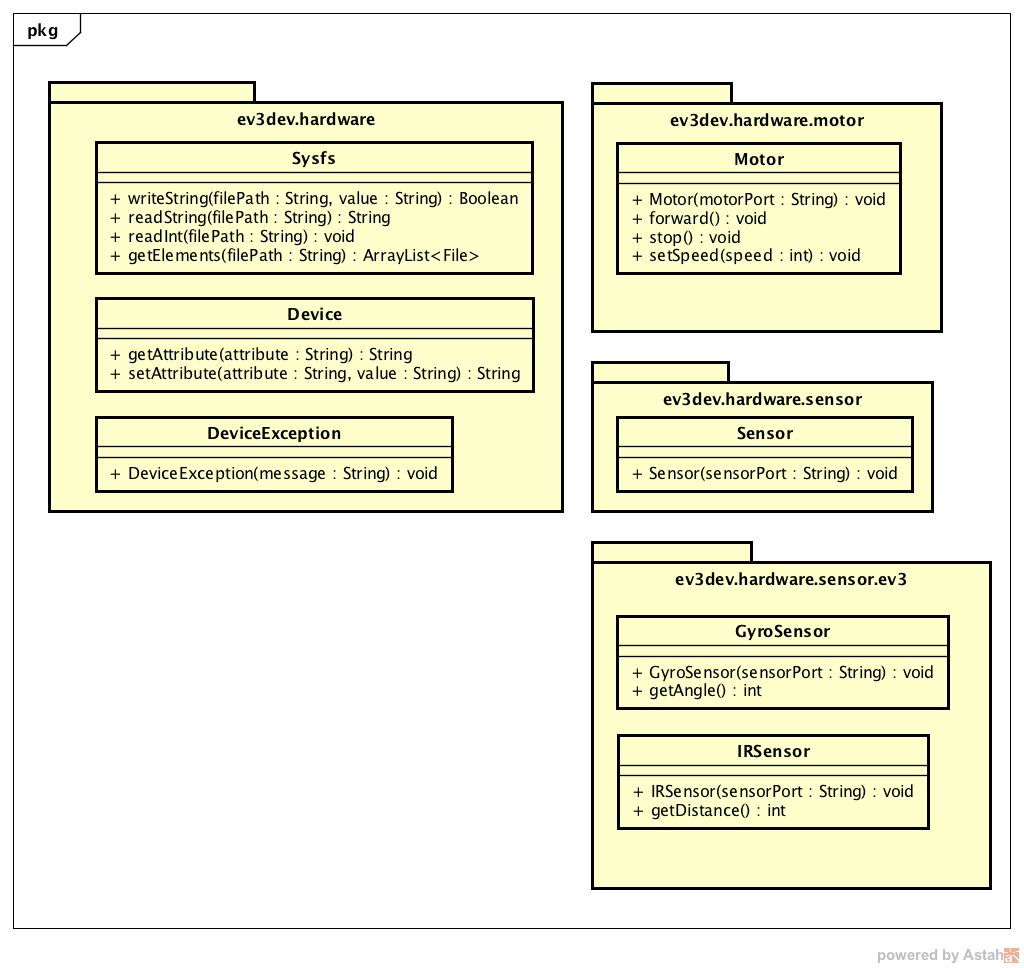 pkg
ev3dev.hardware
Sysfs
+ writeString(filePath : String, value : String) : Boolean
+ readString(filePath : String) : String
+ readInt(filePath : String) : void
+ getElements(filePath : String) : ArrayList<File>
Device
+ getAttribute(attribute : String) : String
+ setAttribute(attribute : String, value : String) : String
DeviceException
+ DeviceException(message : String) : void
ev3dev.hardware.motor
Motor
+ Motor(motorPort : String) : void
+ forward() : void
+ stop() : void
+ setSpeed(speed : int) : void
ev3dev.hardware.sensor
Sensor
+ Sensor(sensorPort : String) : void
ev3dev.hardware.sensor.ev3
GyroSensor
+ GyroSensor(sensorPort : String) : void
+ getAngle() : int
IRSensor
+ IRSensor(sensorPort : String) : void
+ getDistance() : int
powered by Astah